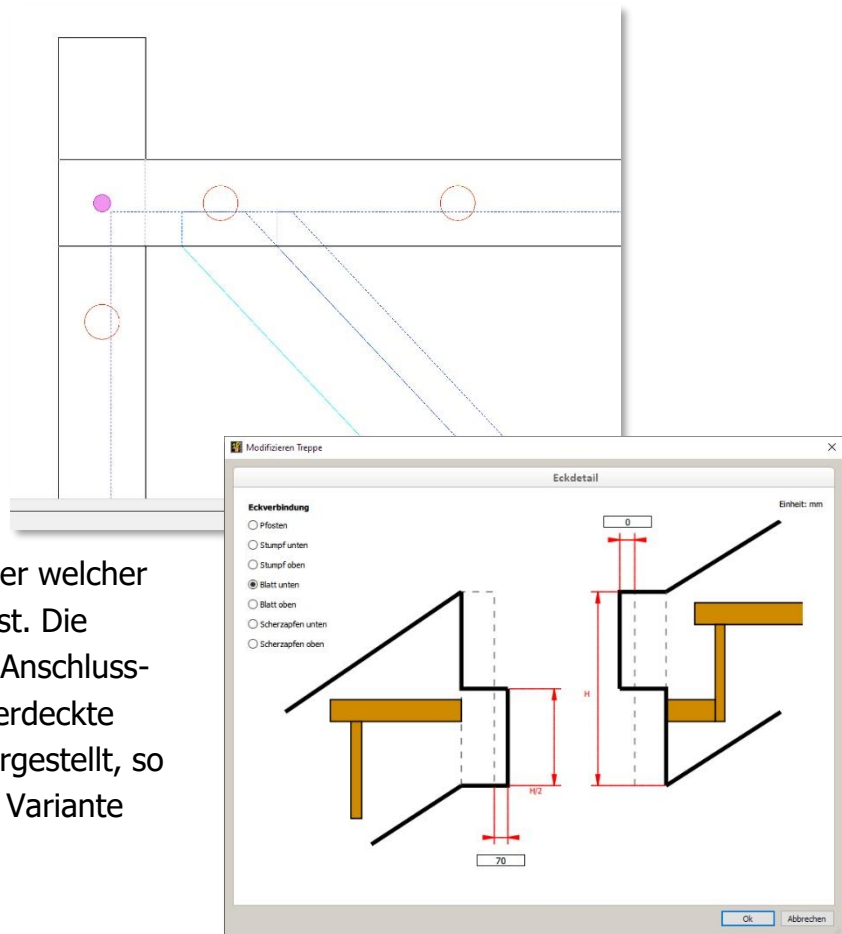 Modifizieren Treppe
Eckdetail
Eckverbindung
Pfosten
Stumpf unten
Stumpf oben
Blatt unten
Blatt oben
Scherzapfen unten
Scherzapfen oben
Einheit: mm
0
H
H/2
70
Ok
Abbrechen
er welcher
st. Die
Anschluss-
erdeckte
rgestellt, so
Variante